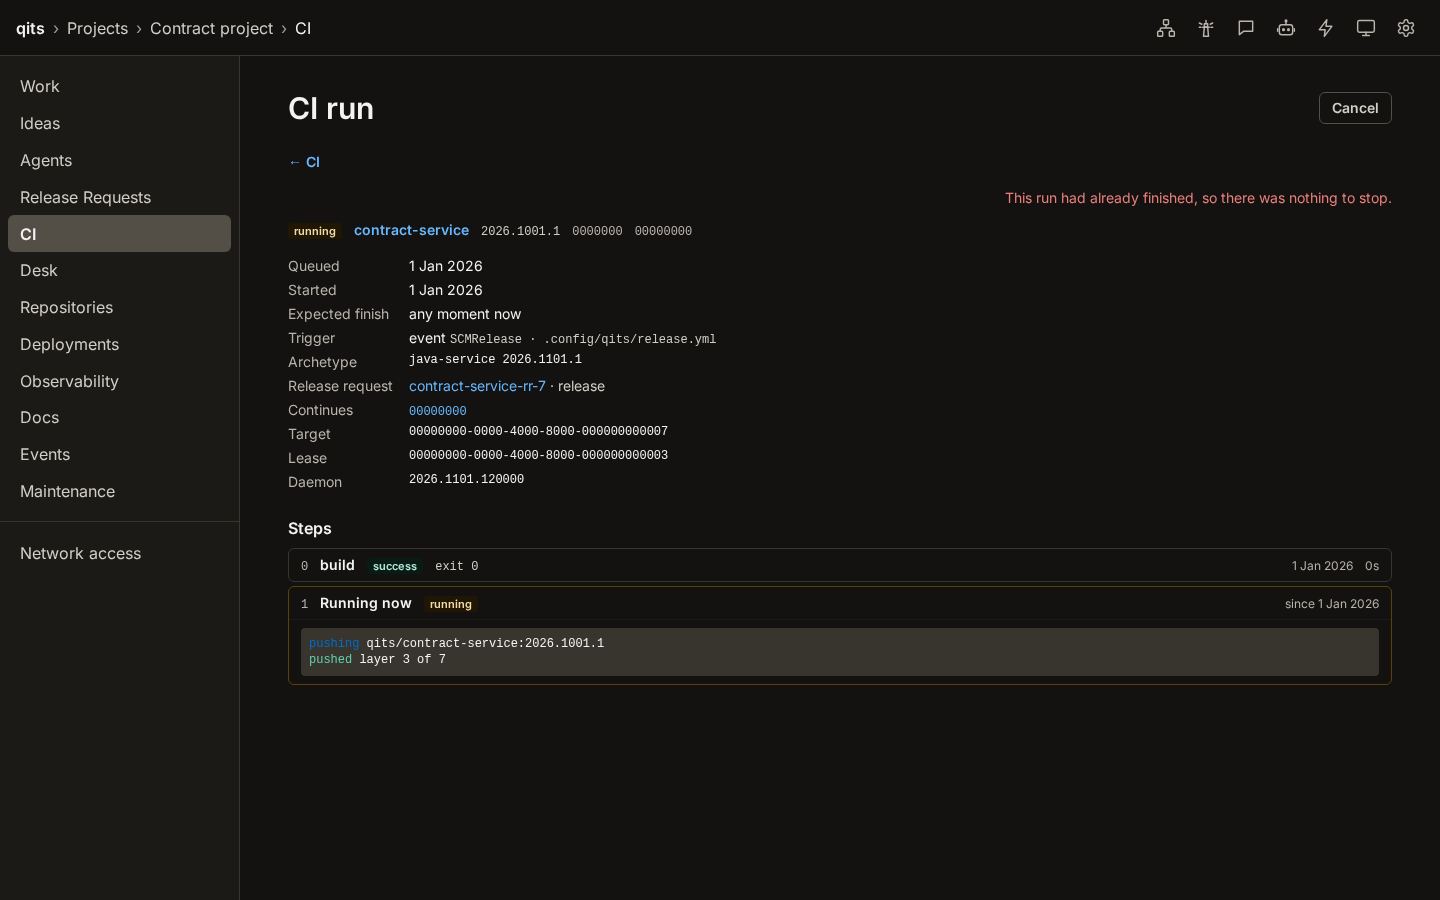 qits › Projects › Contract project › CI
Work
Ideas
Agents
Release Requests
CI
Desk
Repositories
Deployments
Observability
Docs
Events
Maintenance
Network access
CI run
Cancel
← CI
This run had already finished, so there was nothing to stop.
running contract-service 2026.1001.1 0000000 00000000
Queued 1 Jan 2026
Started 1 Jan 2026
Expected finish any moment now
Trigger event SCMRelease · .config/qits/release.yml
Archetype java-service 2026.1101.1
Release request contract-service-rr-7 · release
Continues 00000000
Target 00000000-0000-4000-8000-000000000007
Lease 00000000-0000-4000-8000-000000000003
Daemon 2026.1101.120000
Steps
0 build success exit 0 1 Jan 2026 0s
1 Running now running since 1 Jan 2026
pushing qits/contract-service:2026.1001.1
pushed layer 3 of 7